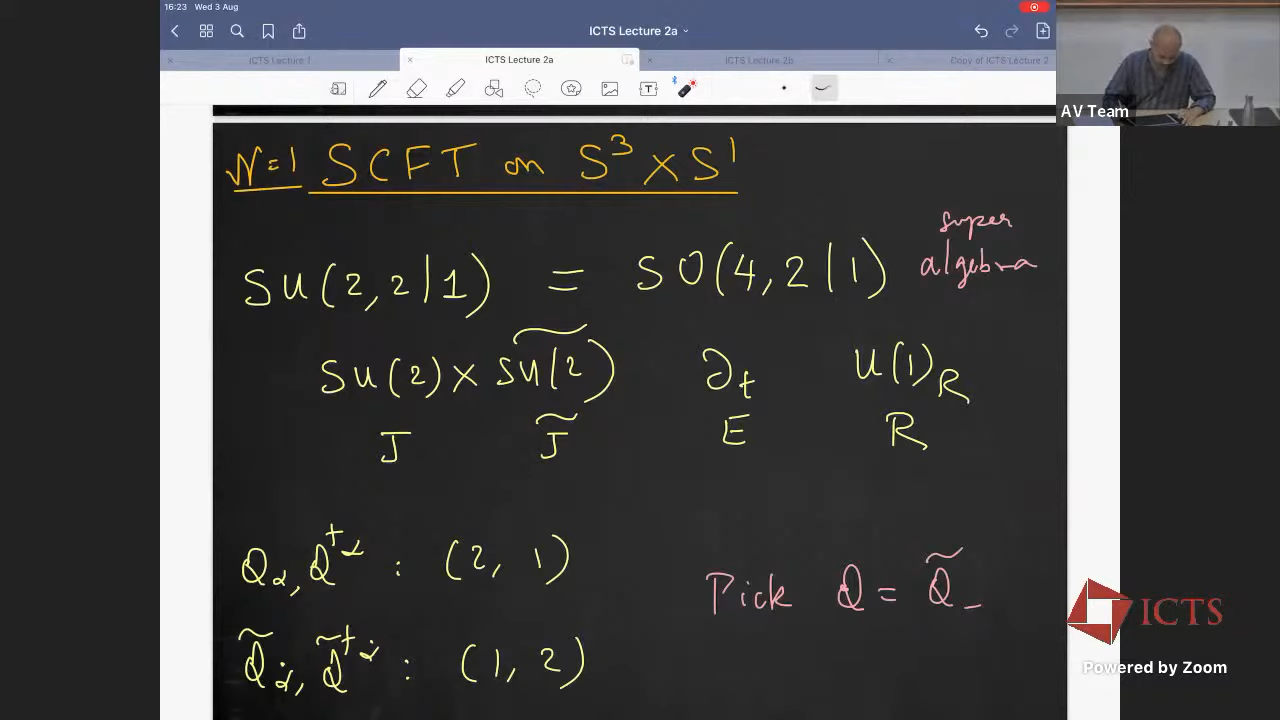 16:23 Wed 3 Aug
ICTS Lecture 2a
ICTS Lecture 1
ICTS Lecture 2a
ICTS Lecture 2b
Copy of ICTS Lecture 2
AV Team
N=1 SCFT on S³ × S¹
super
algebra
SU(2,2|1) = SO(4,2|1)
SU(2) × S̃Ũ(2) ∂ₜ U(1)_R
J J̃ E R
Q_α, Q^†α : (2, 1)
Pick Q = Q̃_-
Q̃_α̇, Q̃^†α̇ : (1, 2)
ICTS
Powered by Zoom